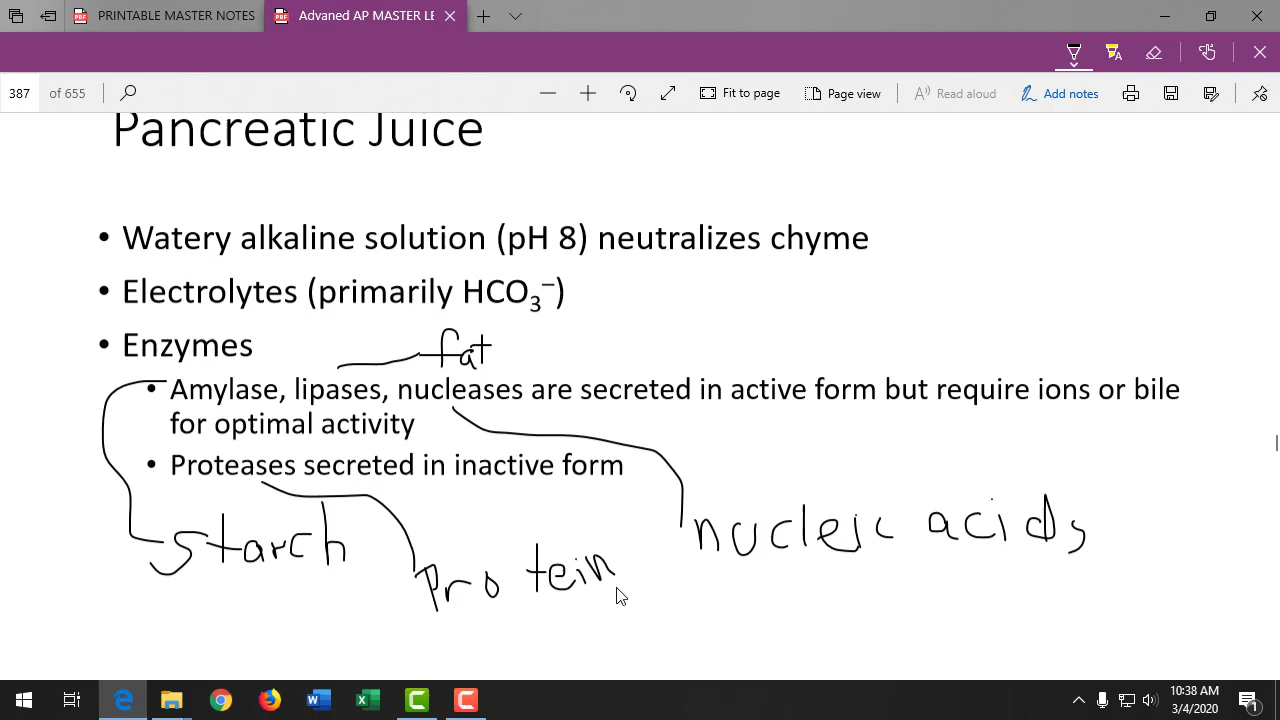 PRINTABLE MASTER NOTES
Advaned AP MASTER LE
387 of 655
Fit to page
Page view
Read aloud
Add notes
Pancreatic Juice
• Watery alkaline solution (pH 8) neutralizes chyme
• Electrolytes (primarily HCO₃⁻)
• Enzymes
fat
• Amylase, lipases, nucleases are secreted in active form but require ions or bile
for optimal activity
• Proteases secreted in inactive form
starch
protein
nucleic acids
10:38 AM
3/4/2020